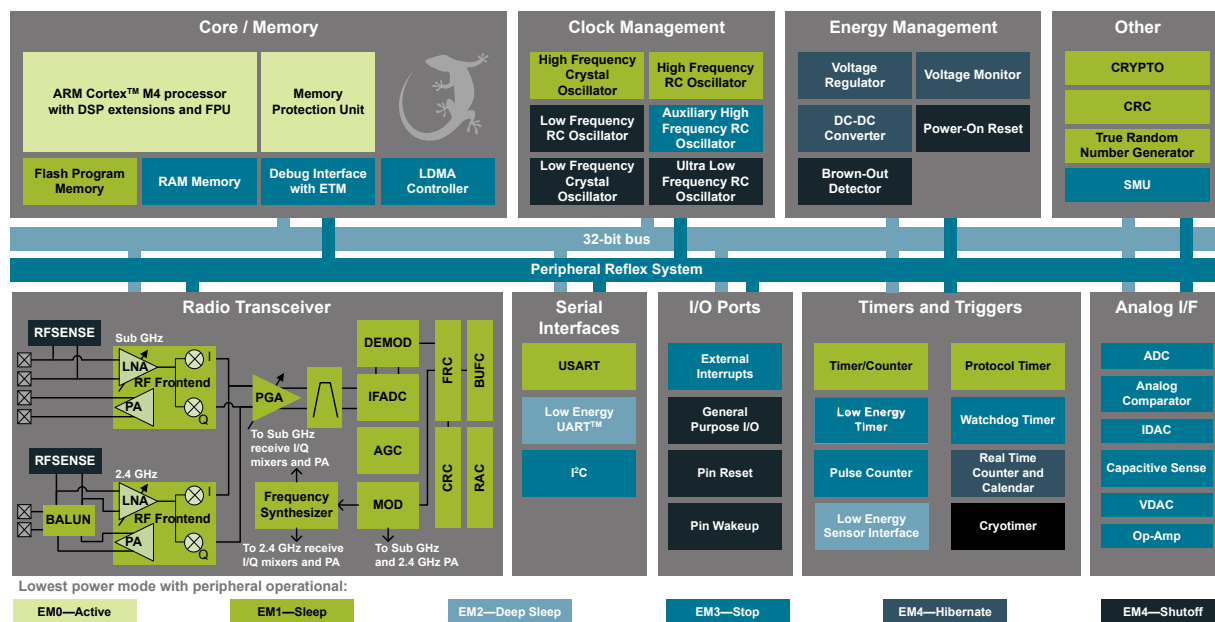 Core / Memory
ARM Cortex™ M4 processor
with DSP extensions and FPU
Memory
Protection Unit
Flash Program
Memory
RAM Memory
Debug Interface
with ETM
LDMA
Controller
Clock Management
High Frequency
Crystal
Oscillator
High Frequency
RC Oscillator
Low Frequency
RC Oscillator
Auxiliary High
Frequency RC
Oscillator
Low Frequency
Crystal
Oscillator
Ultra Low
Frequency RC
Oscillator
Energy Management
Voltage
Regulator
Voltage Monitor
DC-DC
Converter
Power-On Reset
Brown-Out
Detector
Other
CRYPTO
CRC
True Random
Number Generator
SMU
32-bit bus
Peripheral Reflex System
Radio Transceiver
RFSENSE
Sub GHz
LNA
RF Frontend
PA
I
Q
RFSENSE
BALUN
2.4 GHz
LNA
RF Frontend
PA
I
Q
PGA
To Sub GHz
receive I/Q
mixers and PA
Frequency
Synthesizer
To 2.4 GHz receive
I/Q mixers and PA
DEMOD
IFADC
AGC
MOD
To Sub GHz
and 2.4 GHz PA
FRC
BUFC
CRC
RAC
Serial
Interfaces
USART
Low Energy
UART™
I²C
I/O Ports
External
Interrupts
General
Purpose I/O
Pin Reset
Pin Wakeup
Timers and Triggers
Timer/Counter
Protocol Timer
Low Energy
Timer
Watchdog Timer
Pulse Counter
Real Time
Counter and
Calendar
Low Energy
Sensor Interface
Cryotimer
Analog I/F
ADC
Analog
Comparator
IDAC
Capacitive Sense
VDAC
Op-Amp
Lowest power mode with peripheral operational:
EM0—Active
EM1—Sleep
EM2—Deep Sleep
EM3—Stop
EM4—Hibernate
EM4—Shutoff